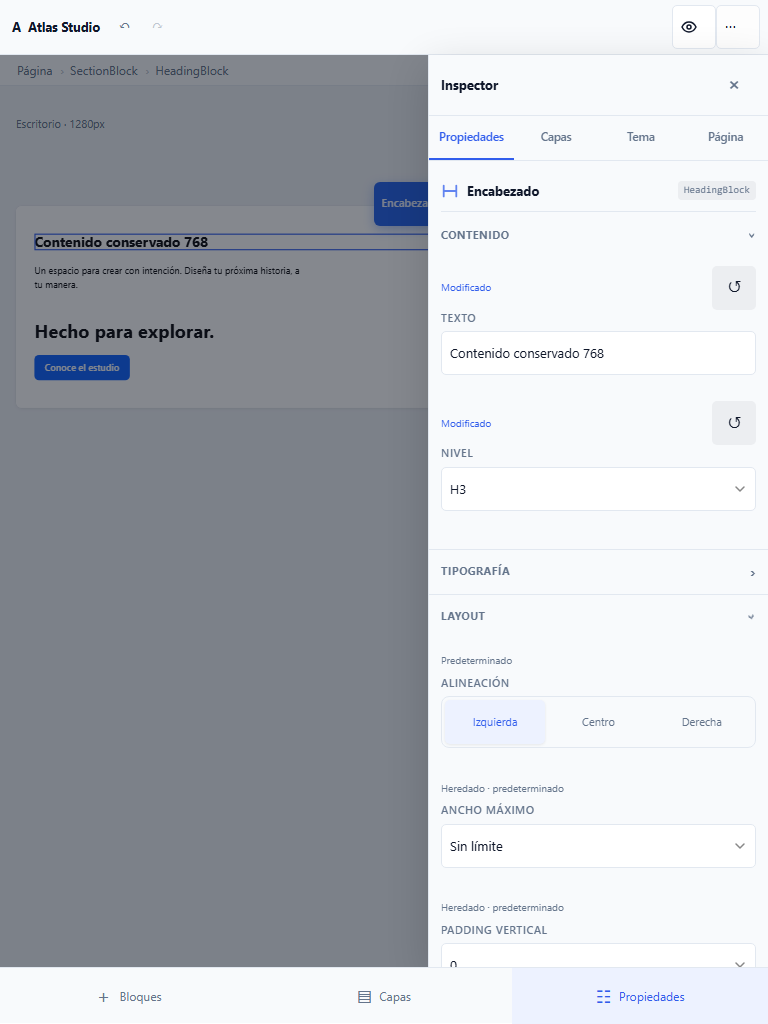 A Atlas Studio
...
Página › SectionBlock › HeadingBlock
Escritorio · 1280px
Contenido conservado 768
Un espacio para crear con intención. Diseña tu próxima historia, a
tu manera.
Hecho para explorar.
Conoce el estudio
Inspector
Propiedades
Capas
Tema
Página
Encabezado
HeadingBlock
CONTENIDO
Modificado
TEXTO
Contenido conservado 768
Modificado
NIVEL
H3
TIPOGRAFÍA
LAYOUT
Predeterminado
ALINEACIÓN
Izquierda
Centro
Derecha
Heredado · predeterminado
ANCHO MÁXIMO
Sin límite
Heredado · predeterminado
PADDING VERTICAL
0
Bloques
Capas
Propiedades